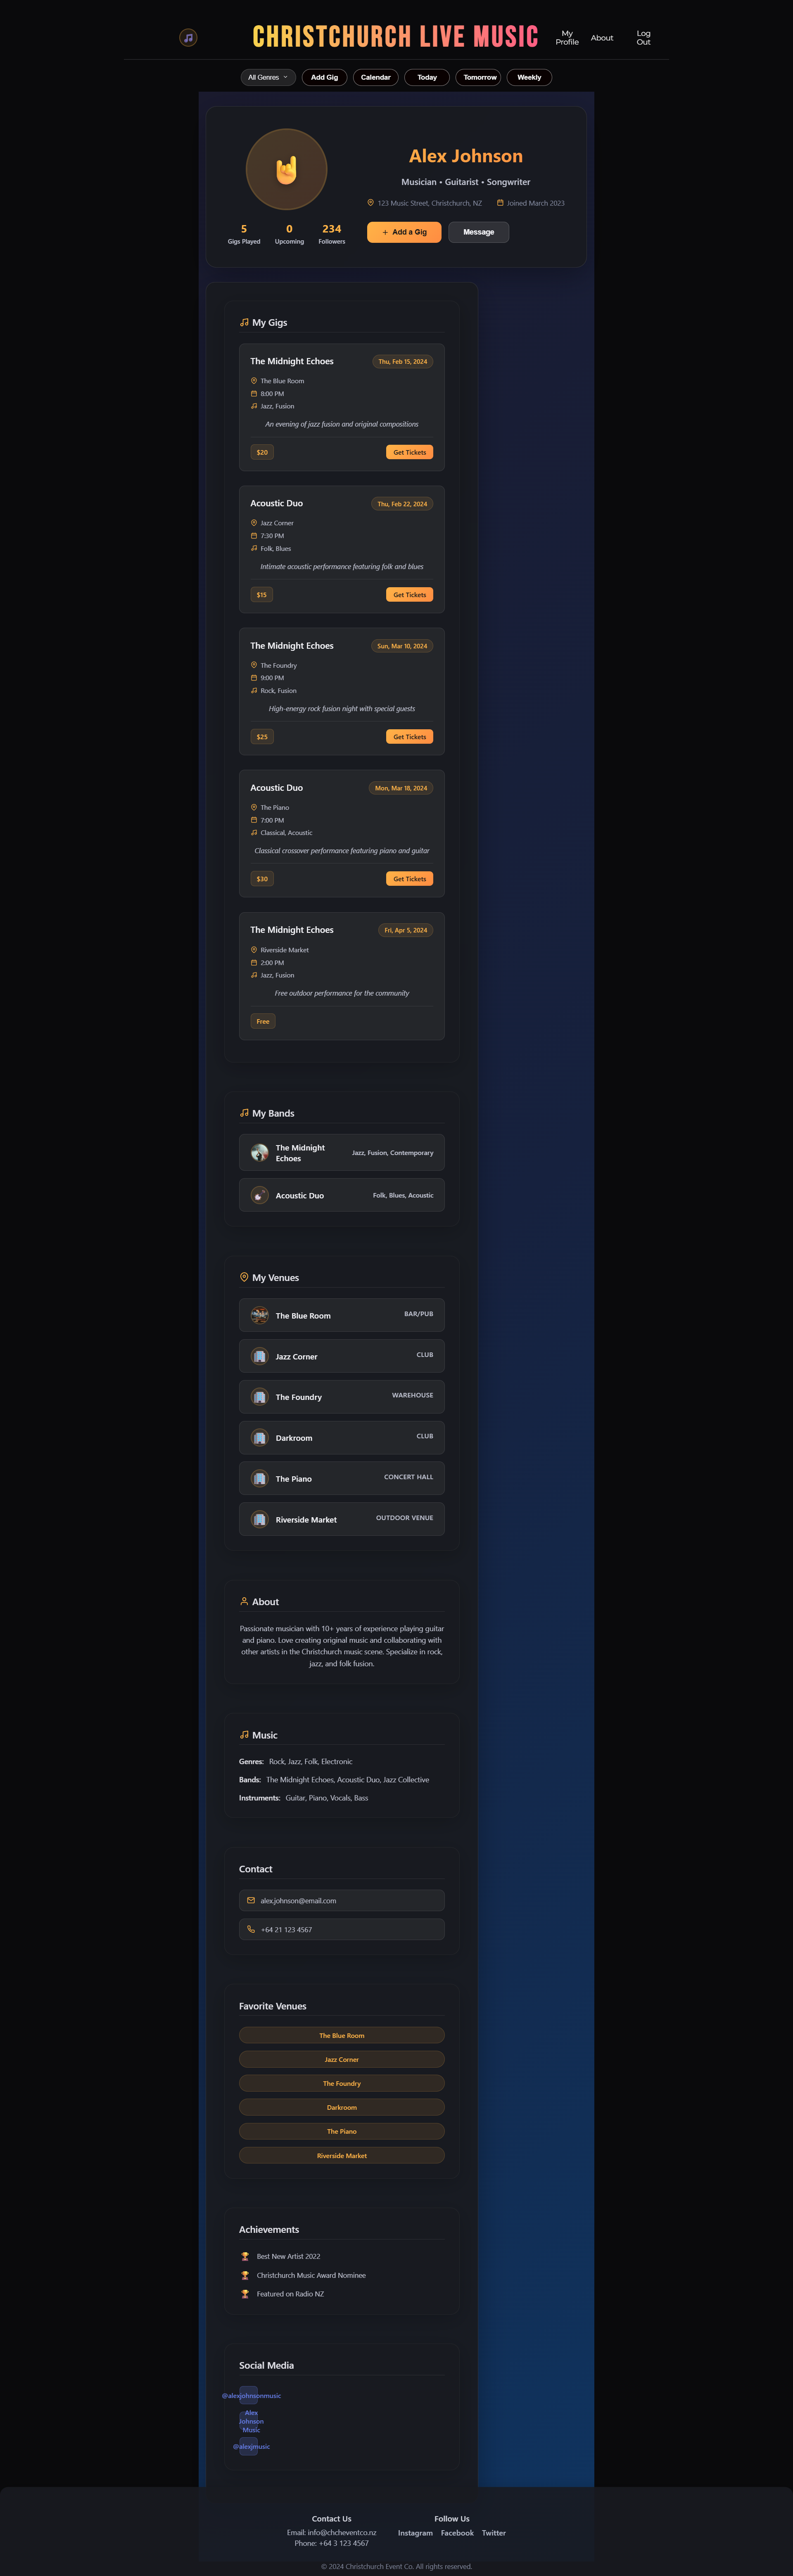 CHRISTCHURCH LIVE MUSIC
My
Profile
About
Log
Out
All Genres
Add Gig
Calendar
Today
Tomorrow
Weekly
Alex Johnson
Musician • Guitarist • Songwriter
123 Music Street, Christchurch, NZ
Joined March 2023
5
Gigs Played
0
Upcoming
234
Followers
+ Add a Gig
Message
My Gigs
The Midnight Echoes
Thu, Feb 15, 2024
The Blue Room
8:00 PM
Jazz, Fusion
An evening of jazz fusion and original compositions
$20
Get Tickets
Acoustic Duo
Thu, Feb 22, 2024
Jazz Corner
7:30 PM
Folk, Blues
Intimate acoustic performance featuring folk and blues
$15
Get Tickets
The Midnight Echoes
Sun, Mar 10, 2024
The Foundry
9:00 PM
Rock, Fusion
High-energy rock fusion night with special guests
$25
Get Tickets
Acoustic Duo
Mon, Mar 18, 2024
The Piano
7:00 PM
Classical, Acoustic
Classical crossover performance featuring piano and guitar
$30
Get Tickets
The Midnight Echoes
Fri, Apr 5, 2024
Riverside Market
2:00 PM
Jazz, Fusion
Free outdoor performance for the community
Free
My Bands
The Midnight
Echoes
Jazz, Fusion, Contemporary
Acoustic Duo
Folk, Blues, Acoustic
My Venues
The Blue Room
BAR/PUB
Jazz Corner
CLUB
The Foundry
WAREHOUSE
Darkroom
CLUB
The Piano
CONCERT HALL
Riverside Market
OUTDOOR VENUE
About
Passionate musician with 10+ years of experience playing guitar
and piano. Love creating original music and collaborating with
other artists in the Christchurch music scene. Specialize in rock,
jazz, and folk fusion.
Music
Genres: Rock, Jazz, Folk, Electronic
Bands: The Midnight Echoes, Acoustic Duo, Jazz Collective
Instruments: Guitar, Piano, Vocals, Bass
Contact
alex.johnson@email.com
+64 21 123 4567
Favorite Venues
The Blue Room
Jazz Corner
The Foundry
Darkroom
The Piano
Riverside Market
Achievements
Best New Artist 2022
Christchurch Music Award Nominee
Featured on Radio NZ
Social Media
@alexjohnsonmusic
Alex
Johnson
Music
@alexjmusic
Contact Us
Email: info@chcheventco.nz
Phone: +64 3 123 4567
Follow Us
Instagram
Facebook
Twitter
© 2024 Christchurch Event Co. All rights reserved.